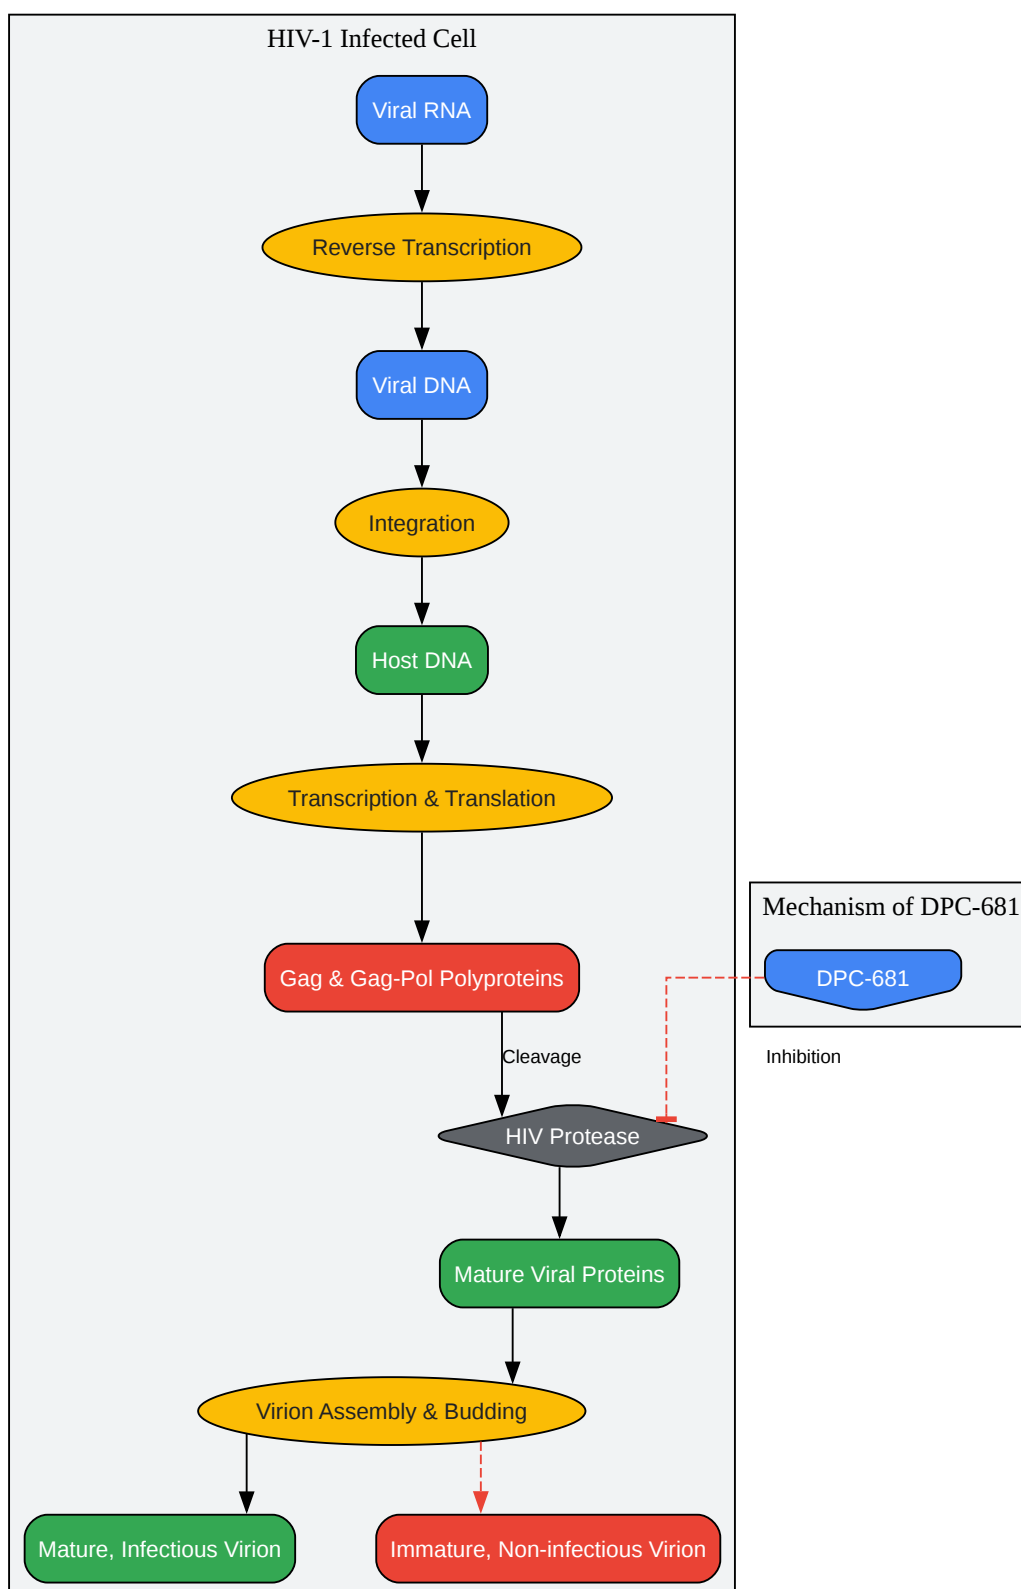 HIV-1 Infected Cell
Viral RNA
Reverse Transcription
Viral DNA
Integration
Host DNA
Transcription & Translation
Mechanism of DPC-681
Gag & Gag-Pol Polyproteins
DPC-681
Cleavage
Inhibition
HIV Protease
Mature Viral Proteins
Virion Assembly & Budding
Mature, Infectious Virion
Immature, Non-infectious Virion